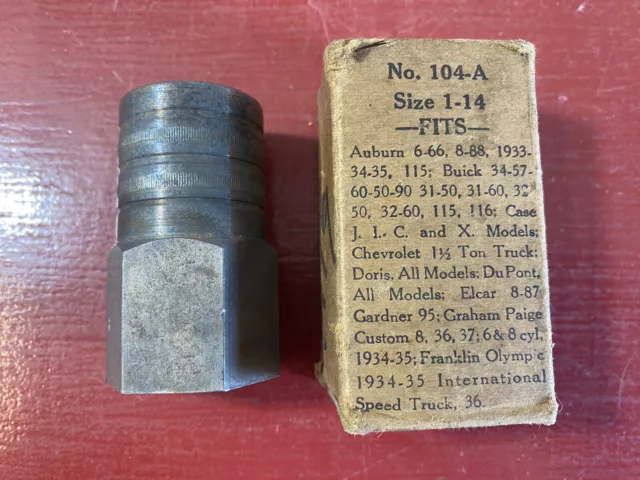 No. 104-A
Size 1-14
—FITS—
Auburn 6-66, 8-88, 1933-
34-35, 115; Buick 34-57-
60-50-90 31-50, 31-60, 32
50, 32-60, 115, 116; Case
J. I. C. and X. Models;
Chevrolet 1½ Ton Truck;
Doris, All Models; DuPont,
All Models; Elcar 8-87
Gardner 95; Graham Paige
Custom 8, 36, 37; 6 & 8 cyl,
1934-35; Franklin Olympic
1934-35 International
Speed Truck, 36.